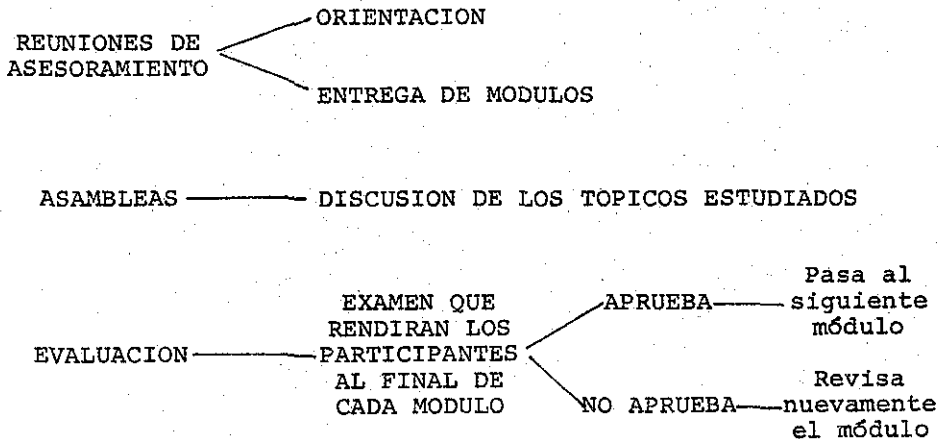 ORIENTACION
REUNIONES DE
ASESORAMIENTO
ENTREGA DE MODULOS
ASAMBLEAS
DISCUSION DE LOS TOPICOS ESTUDIADOS
EVALUACION
EXAMEN QUE
RENDIRAN LOS
PARTICIPANTES
AL FINAL DE
CADA MODULO
APRUEBA
Pasa al
siguiente
módulo
NO APRUEBA
Revisa
nuevamente
el módulo